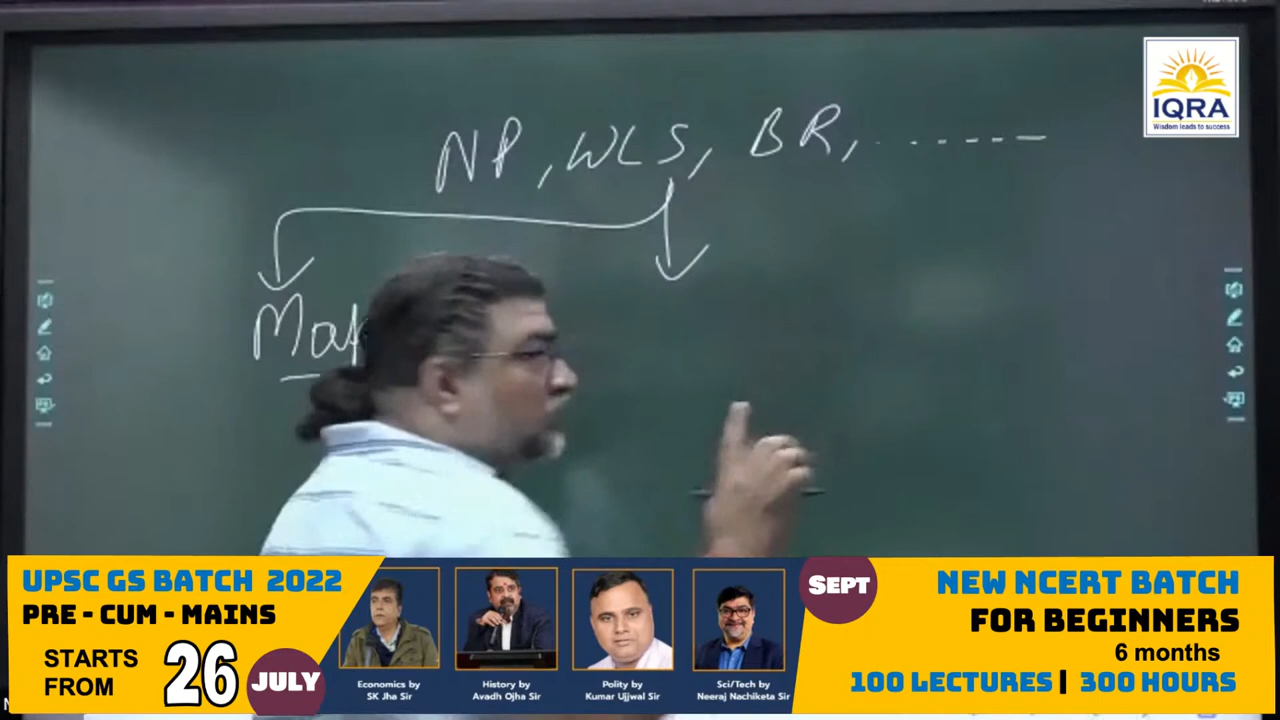 IQRA
Wisdom leads to success
NP, WLS, BR, . . - - - - -
UPSC GS BATCH 2022
PRE - CUM - MAINS
STARTS
FROM
26
JULY
Economics by
SK Jha Sir
History by
Avadh Ojha Sir
Polity by
Kumar Ujjwal Sir
Sci/Tech by
Neeraj Nachiketa Sir
SEPT
NEW NCERT BATCH
FOR BEGINNERS
6 months
100 LECTURES | 300 HOURS